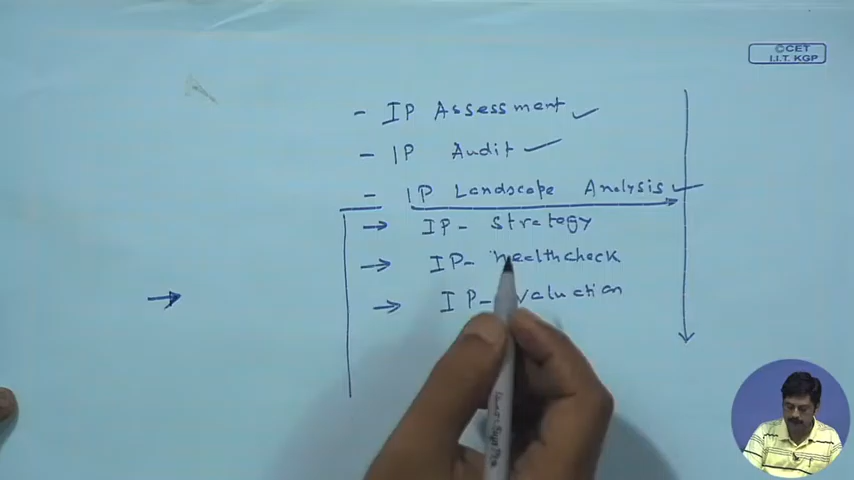 ©CET
I.I.T. KGP
- IP Assessment ✓
- IP Audit ✓
- IP Landscape Analysis ✓
→ IP- Strategy
→ IP- healthcheck
→ IP- valuation